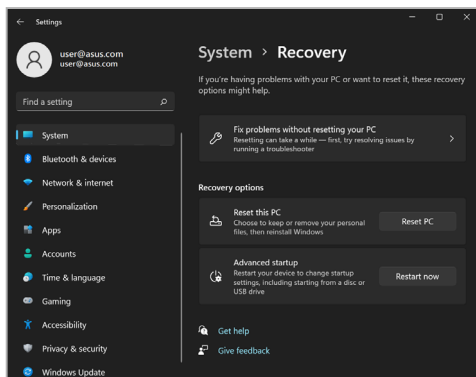 Settings
user@asus.com
user@asus.com
Find a setting
System
Bluetooth & devices
Network & internet
Personalization
Apps
Accounts
Time & language
Gaming
Accessibility
Privacy & security
Windows Update
System > Recovery
If you're having problems with your PC or want to reset it, these recovery
options might help.
Fix problems without resetting your PC
Resetting can take a while — first, try resolving issues by
running a troubleshooter
Recovery options
Reset this PC
Choose to keep or remove your personal
files, then reinstall Windows
Reset PC
Advanced startup
Restart your device to change startup
settings, including starting from a disc or
USB drive
Restart now
Get help
Give feedback